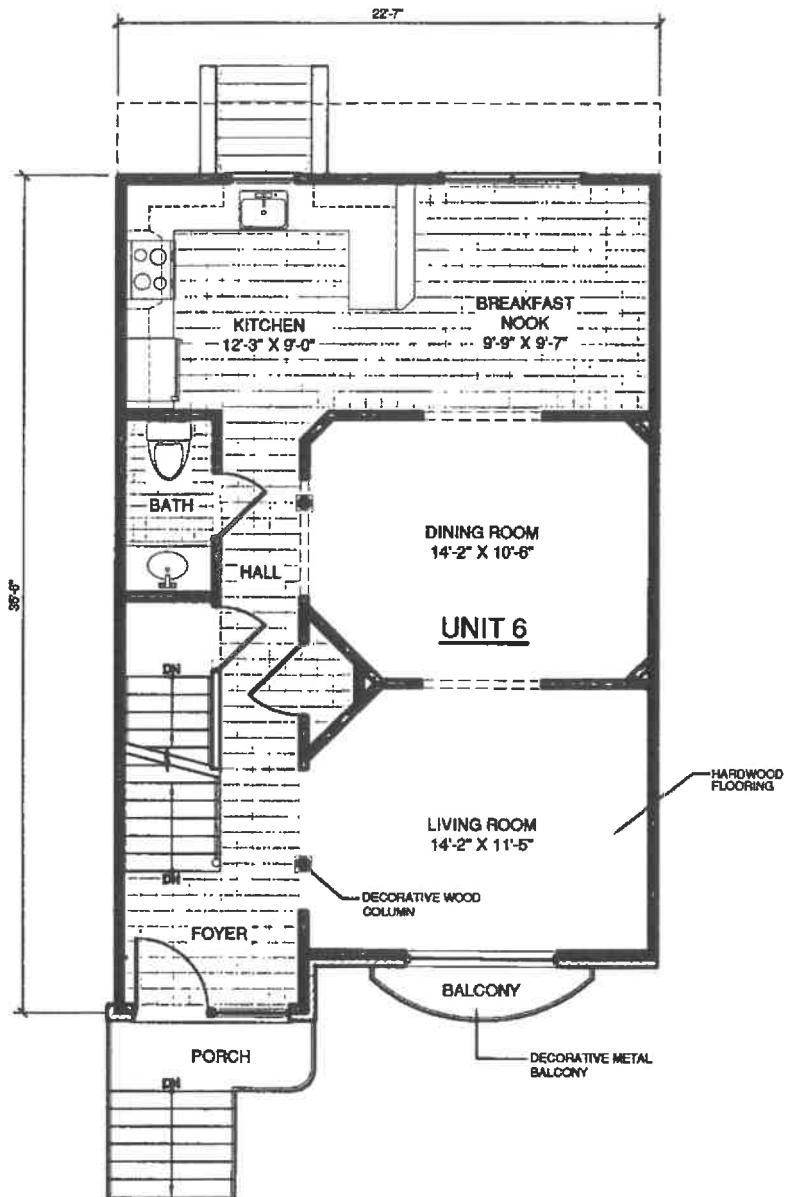 22'-7"
KITCHEN
12'-3" X 9'-0"
BREAKFAST
NOOK
9'-9" X 9'-7"
BATH
HALL
DINING ROOM
14'-2" X 10'-6"
UNIT 6
DN
HARDWOOD
FLOORING
LIVING ROOM
14'-2" X 11'-5"
DN
DECORATIVE WOOD
COLUMN
FOYER
BALCONY
PORCH
DECORATIVE METAL
BALCONY
DN